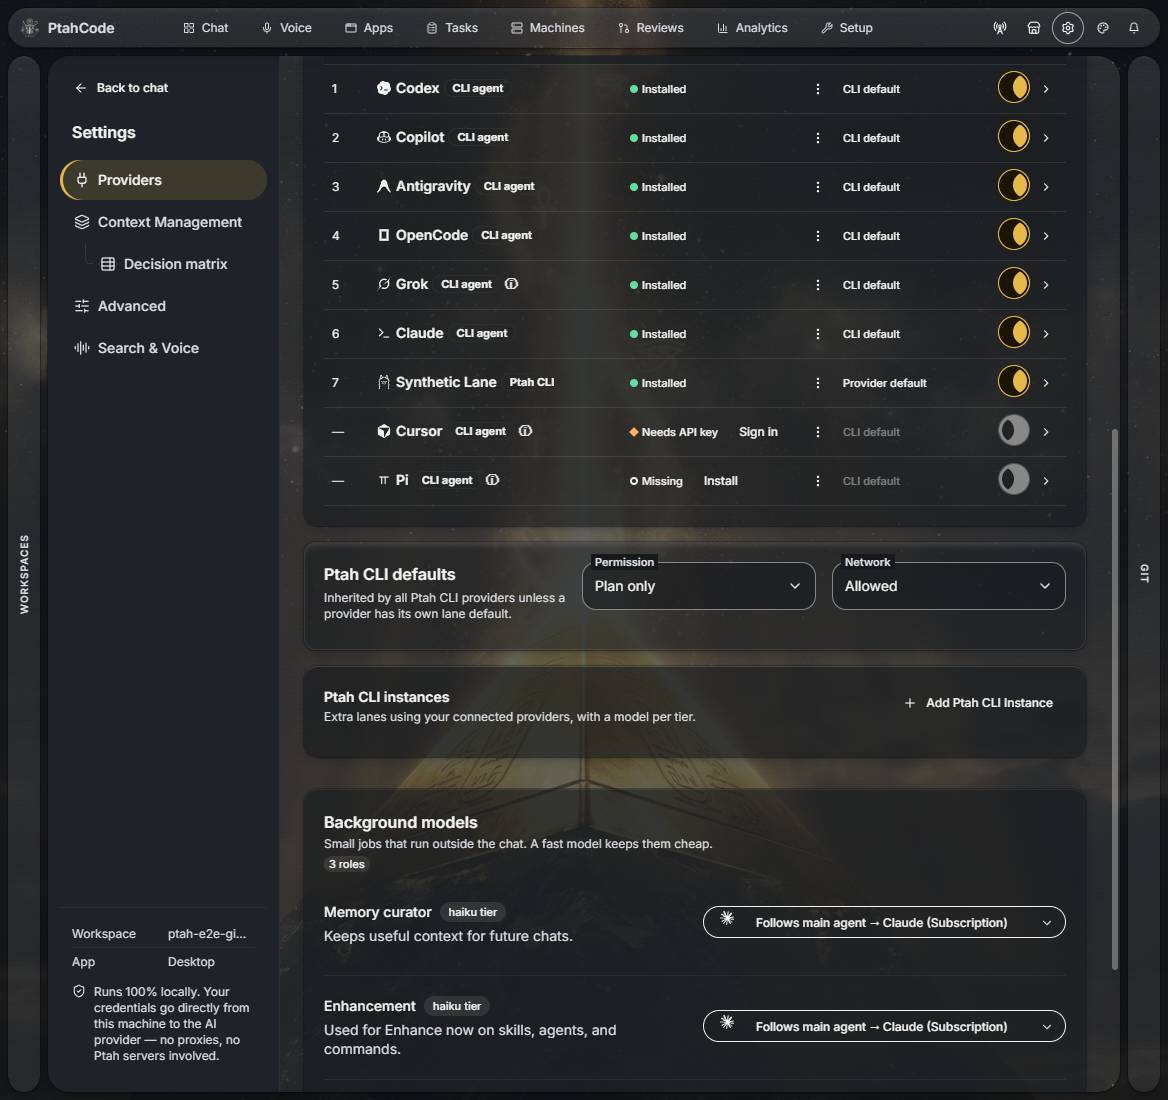 PtahCode
Chat
Voice
Apps
Tasks
Machines
Reviews
Analytics
Setup
WORKSPACES
Back to chat
Settings
Providers
Context Management
Decision matrix
Advanced
Search & Voice
Workspace ptah-e2e-gi...
App Desktop
Runs 100% locally. Your
credentials go directly from
this machine to the AI
provider — no proxies, no
Ptah servers involved.
1 Codex CLI agent Installed CLI default
2 Copilot CLI agent Installed CLI default
3 Antigravity CLI agent Installed CLI default
4 OpenCode CLI agent Installed CLI default
5 Grok CLI agent Installed CLI default
6 Claude CLI agent Installed CLI default
7 Synthetic Lane Ptah CLI Installed Provider default
— Cursor CLI agent Needs API key Sign in CLI default
— Pi CLI agent Missing Install CLI default
Ptah CLI defaults
Inherited by all Ptah CLI providers unless a
provider has its own lane default.
Permission
Plan only
Network
Allowed
Ptah CLI instances
Extra lanes using your connected providers, with a model per tier.
Add Ptah CLI Instance
Background models
Small jobs that run outside the chat. A fast model keeps them cheap.
3 roles
Memory curator haiku tier
Keeps useful context for future chats.
Follows main agent → Claude (Subscription)
Enhancement haiku tier
Used for Enhance now on skills, agents, and
commands.
Follows main agent → Claude (Subscription)
GIT